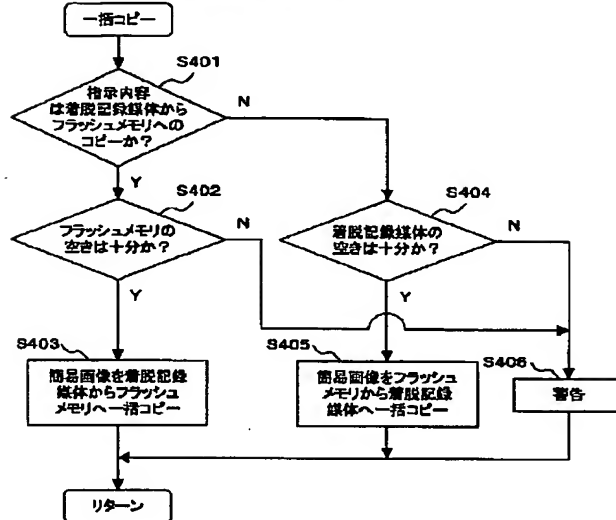 一括コピー
S401
指示内容
は着脱記録媒体から
フラッシュメモリへの
コピーか？
N
Y
S402
フラッシュメモリの
空きは十分か？
N
Y
S404
着脱記録媒体の
空きは十分か？
N
Y
S403
簡易画像を着脱記録
媒体からフラッシュ
メモリへ一括コピー
S405
簡易画像をフラッシュ
メモリから着脱記録
媒体へ一括コピー
S406
警告
リターン